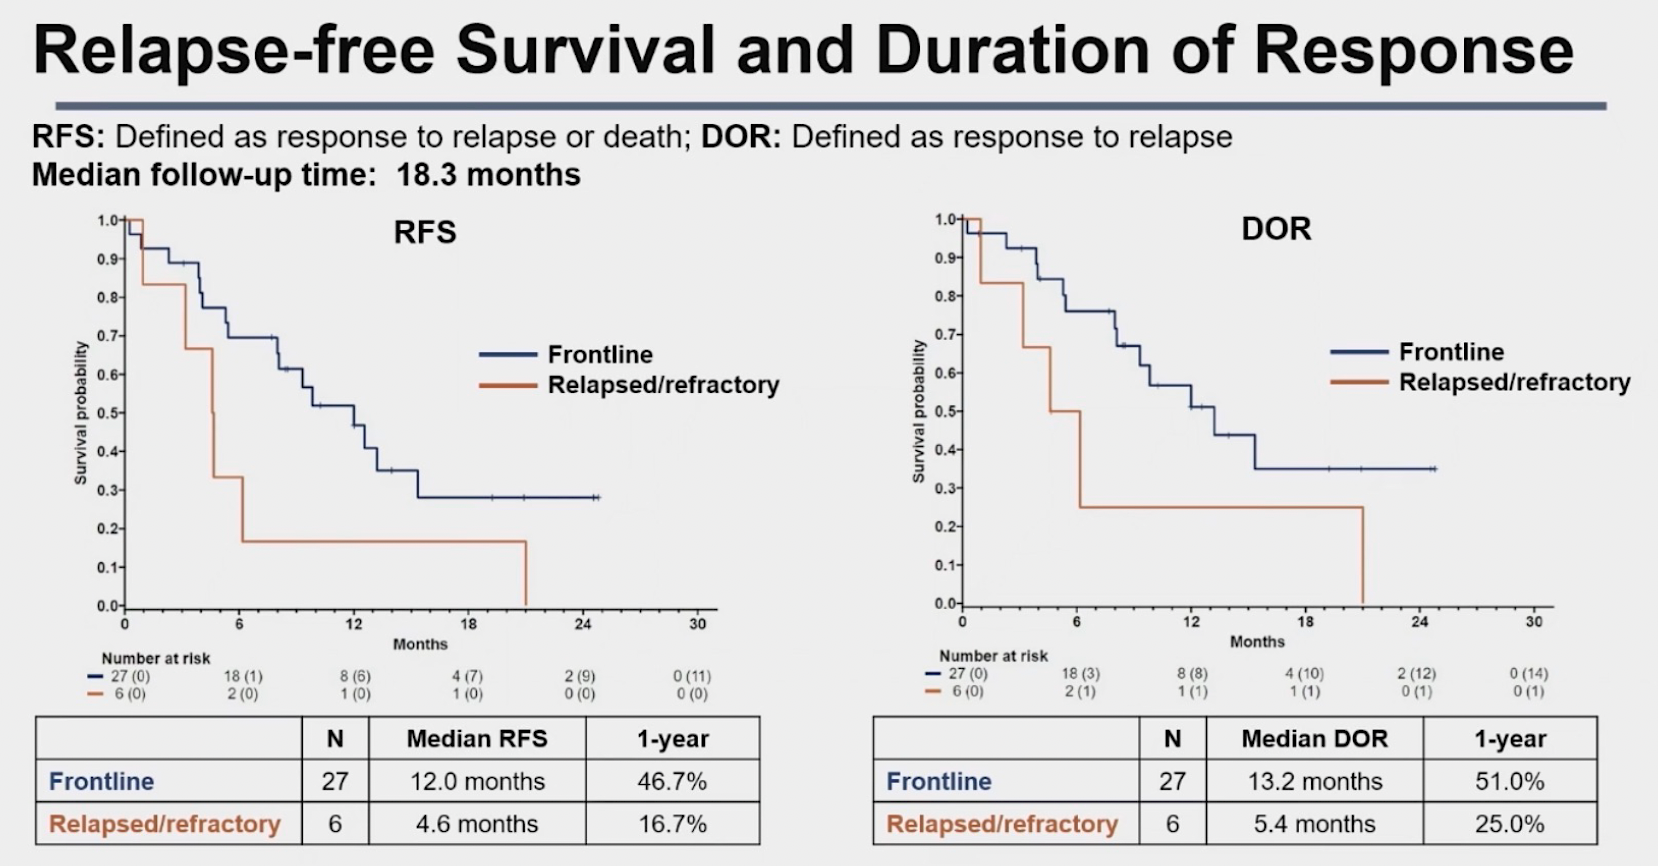 Relapse-free Survival and Duration of Response
RFS: Defined as response to relapse or death; DOR: Defined as response to relapse
Median follow-up time: 18.3 months
RFS
Survival probability
1.0
0.9
0.8
0.7
0.6
0.5
0.4
0.3
0.2
0.1
0.0
Frontline
Relapsed/refractory
0 6 12 18 24 30
Months
Number at risk
27 (0) 18 (1) 8 (6) 4 (7) 2 (9) 0 (11)
6 (0) 2 (0) 1 (0) 1 (0) 0 (0) 0 (0)
N Median RFS 1-year
Frontline 27 12.0 months 46.7%
Relapsed/refractory 6 4.6 months 16.7%
DOR
Survival probability
1.0
0.9
0.8
0.7
0.6
0.5
0.4
0.3
0.2
0.1
0.0
Frontline
Relapsed/refractory
0 6 12 18 24 30
Months
Number at risk
27 (0) 18 (3) 8 (8) 4 (10) 2 (12) 0 (14)
6 (0) 2 (1) 1 (1) 1 (1) 0 (1) 0 (1)
N Median DOR 1-year
Frontline 27 13.2 months 51.0%
Relapsed/refractory 6 5.4 months 25.0%